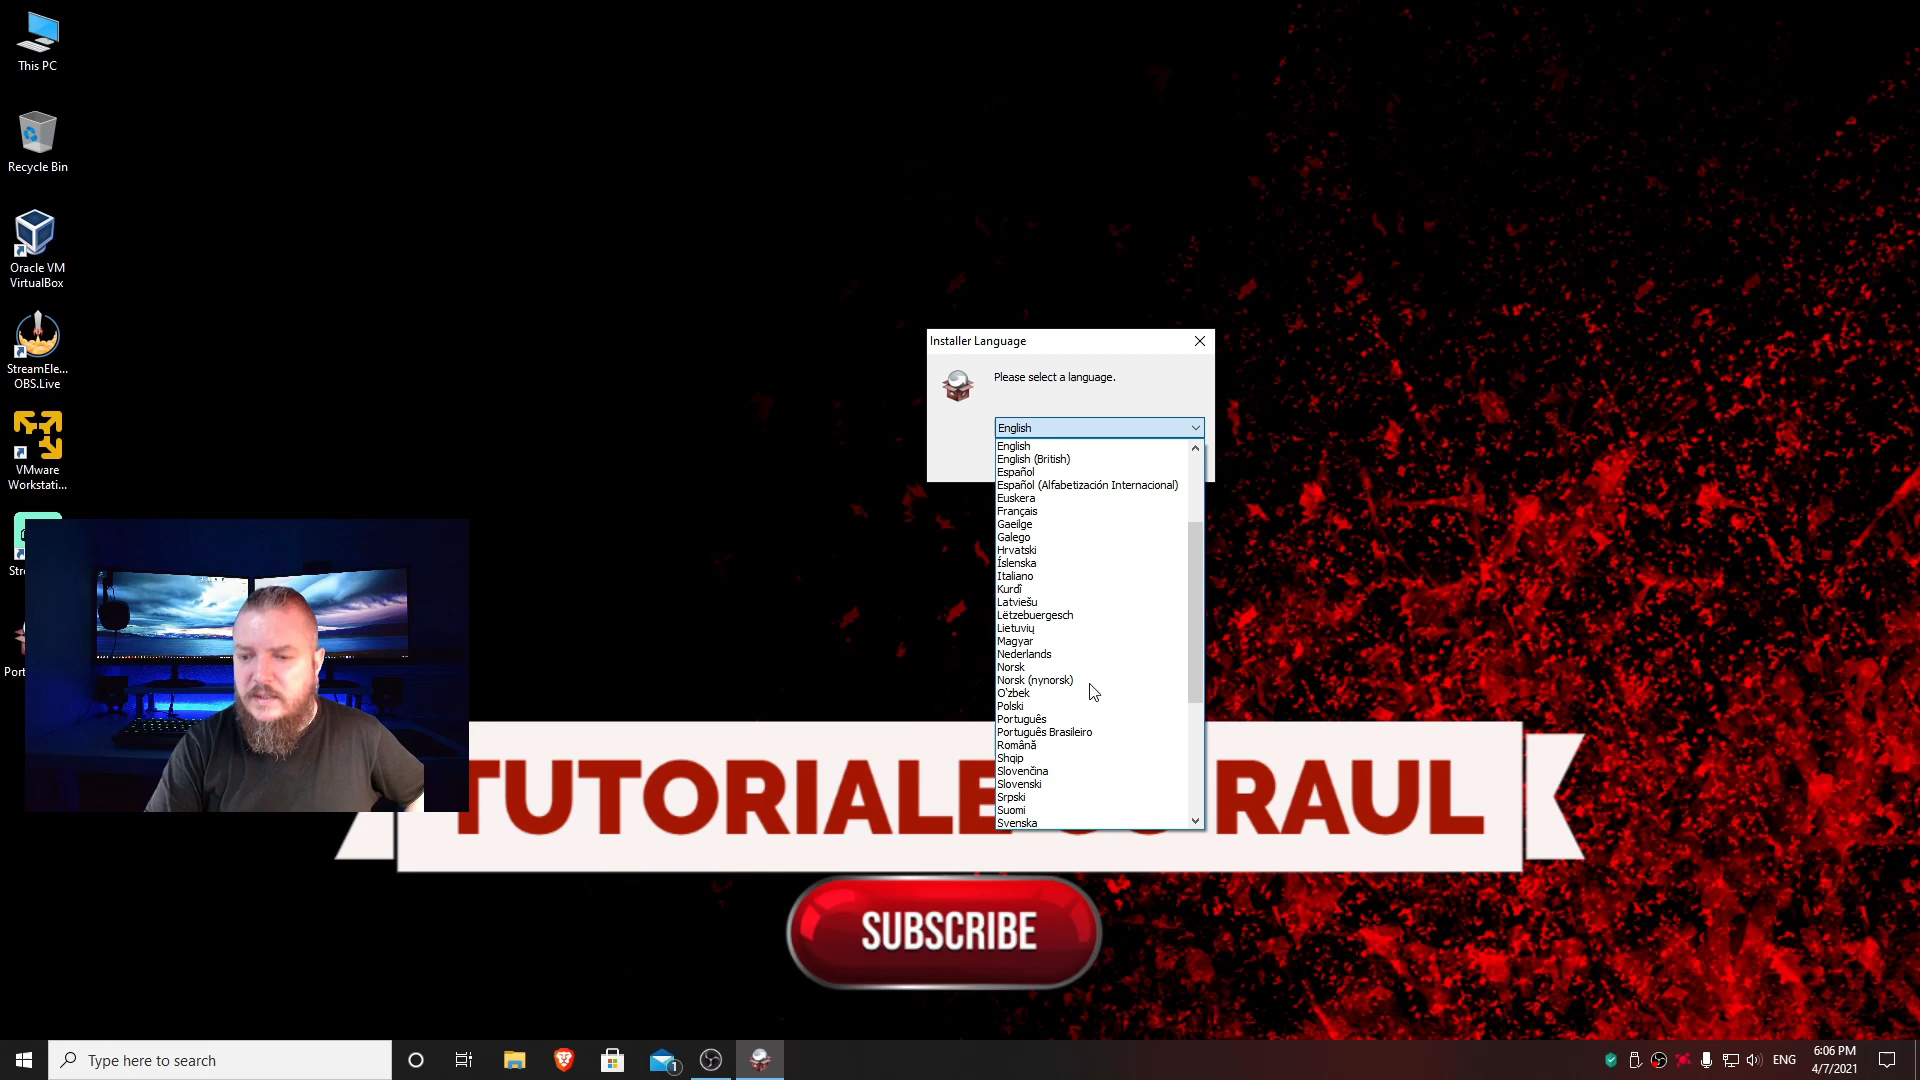 This PC
Recycle Bin
Oracle VM
VirtualBox
StreamEle...
OBS.Live
VMware
Workstati...
Installer Language
Please select a language.
English
English
English (British)
Español
Español (Alfabetización Internacional)
Euskera
Français
Gaeilge
Galego
Hrvatski
Íslenska
Italiano
Kurdî
Latviešu
Lëtzebuergesch
Lietuvių
Magyar
Nederlands
Norsk
Norsk (nynorsk)
O'zbek
Polski
Português
Português Brasileiro
Română
Shqip
Slovenčina
Slovenski
Srpski
Suomi
Svenska
TUTORIALE
RAUL
SUBSCRIBE
Type here to search
1
ENG
6:06 PM
4/7/2021